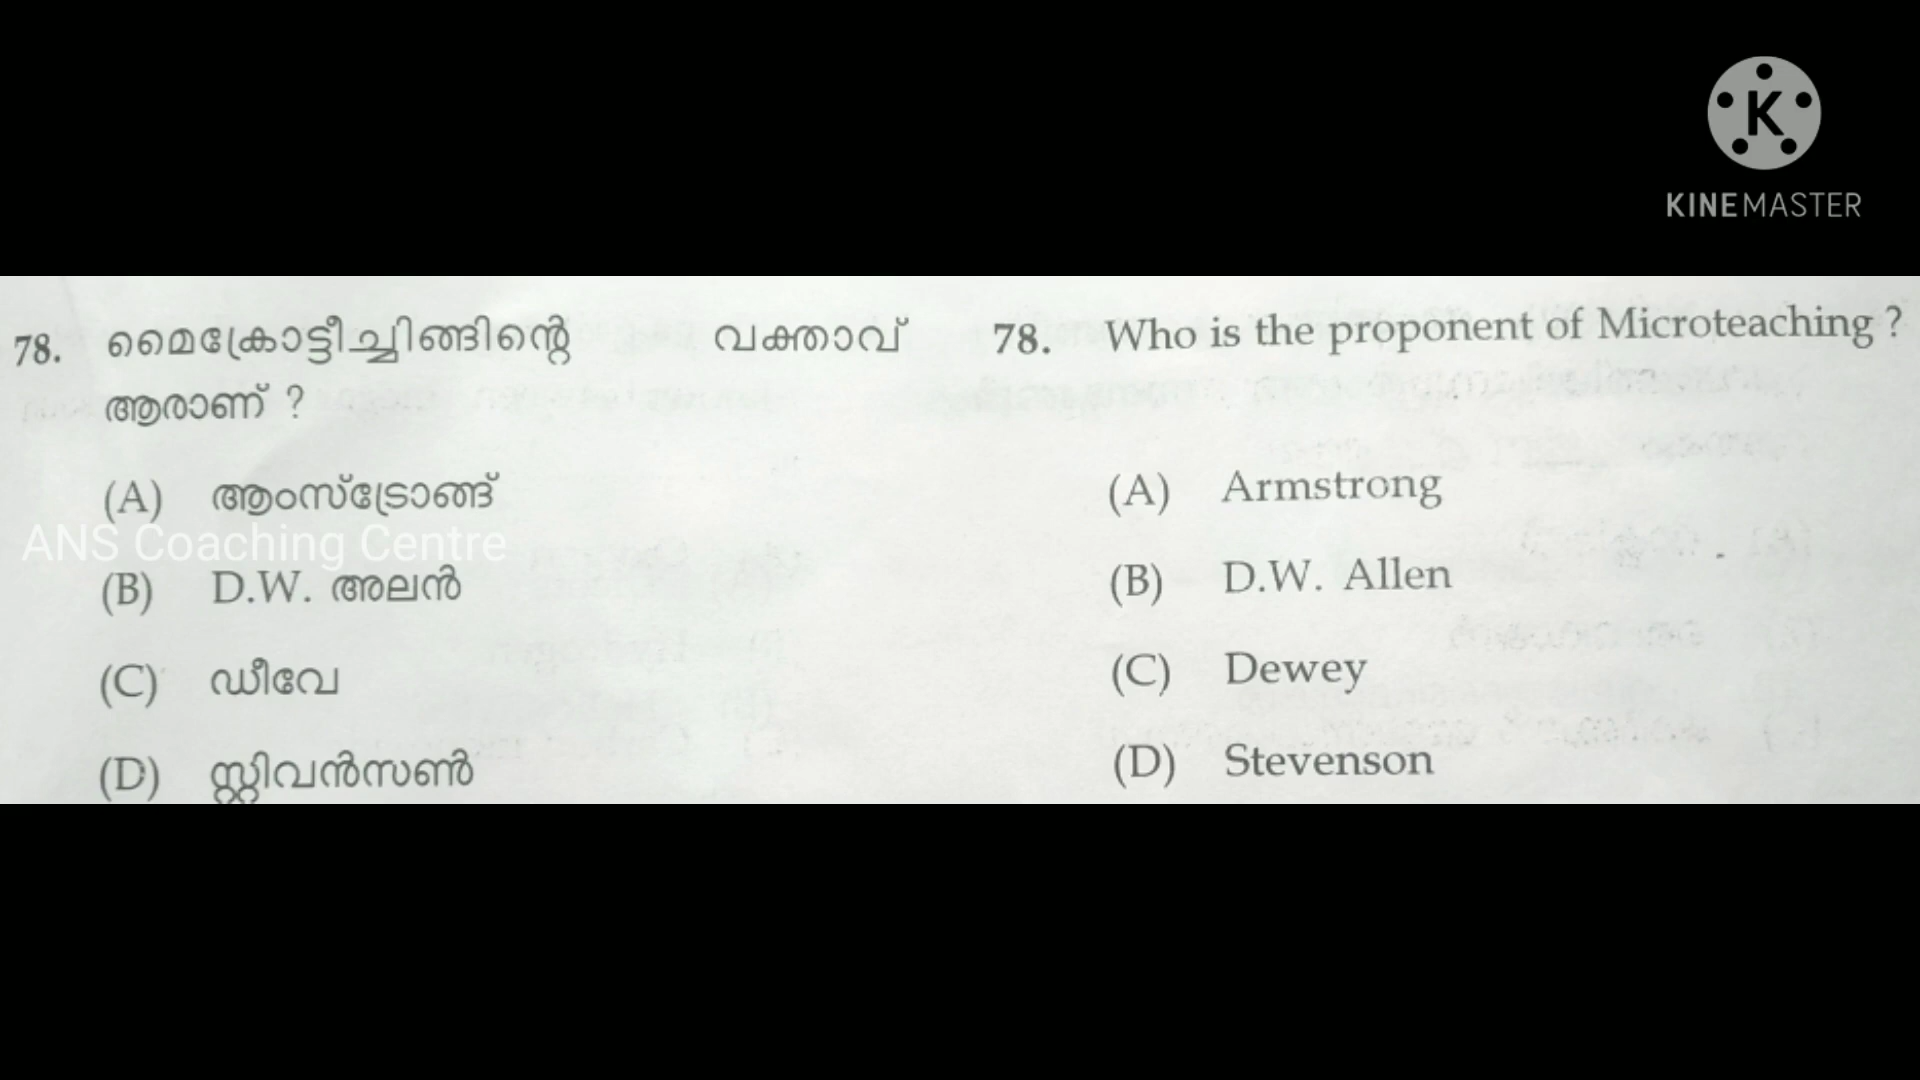 K
KINEMASTER
78. മൈക്രോട്ടീച്ചിങ്ങിന്റെ വക്താവ്
ആരാണ് ?
(A) ആംസ്ട്രോങ്ങ്
ANS Coaching Centre
(B) D.W. അലൻ
(C) ഡീവേ
(D) സ്റ്റിവൻസൺ
78. Who is the proponent of Microteaching ?
(A) Armstrong
(B) D.W. Allen
(C) Dewey
(D) Stevenson